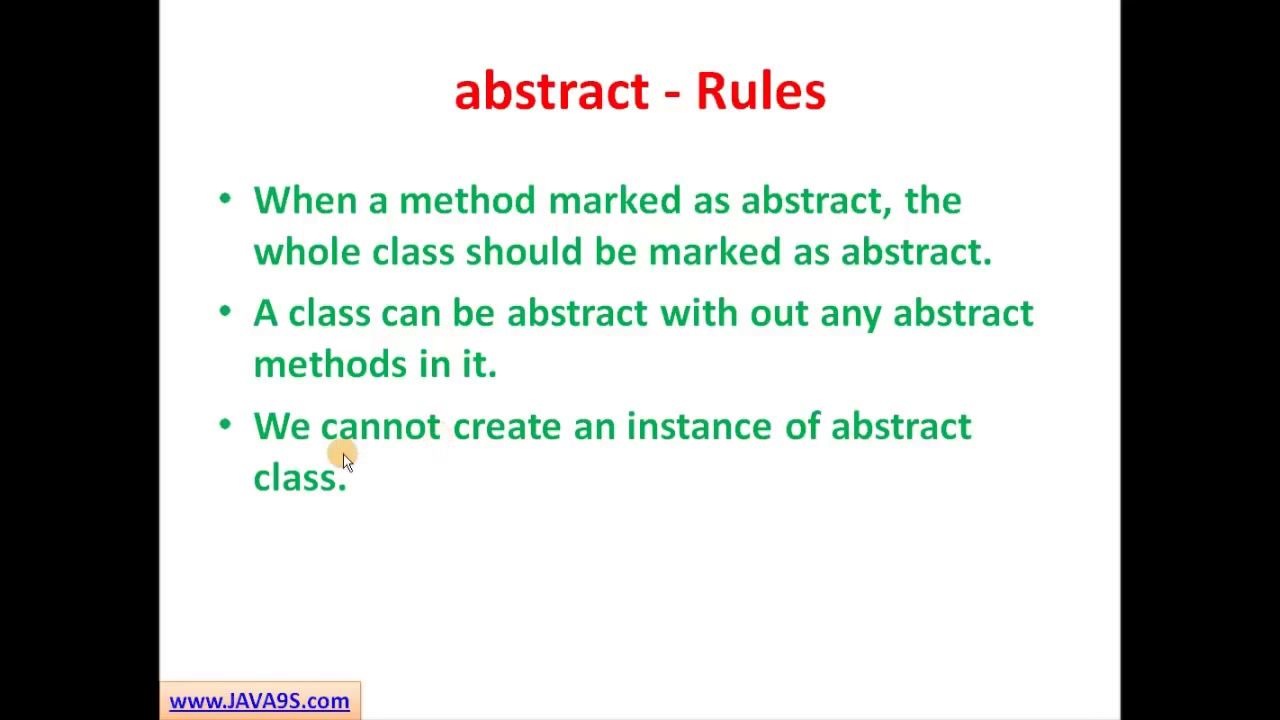 abstract - Rules
• When a method marked as abstract, the
whole class should be marked as abstract.
• A class can be abstract with out any abstract
methods in it.
• We cannot create an instance of abstract
class.
www.JAVA9S.com